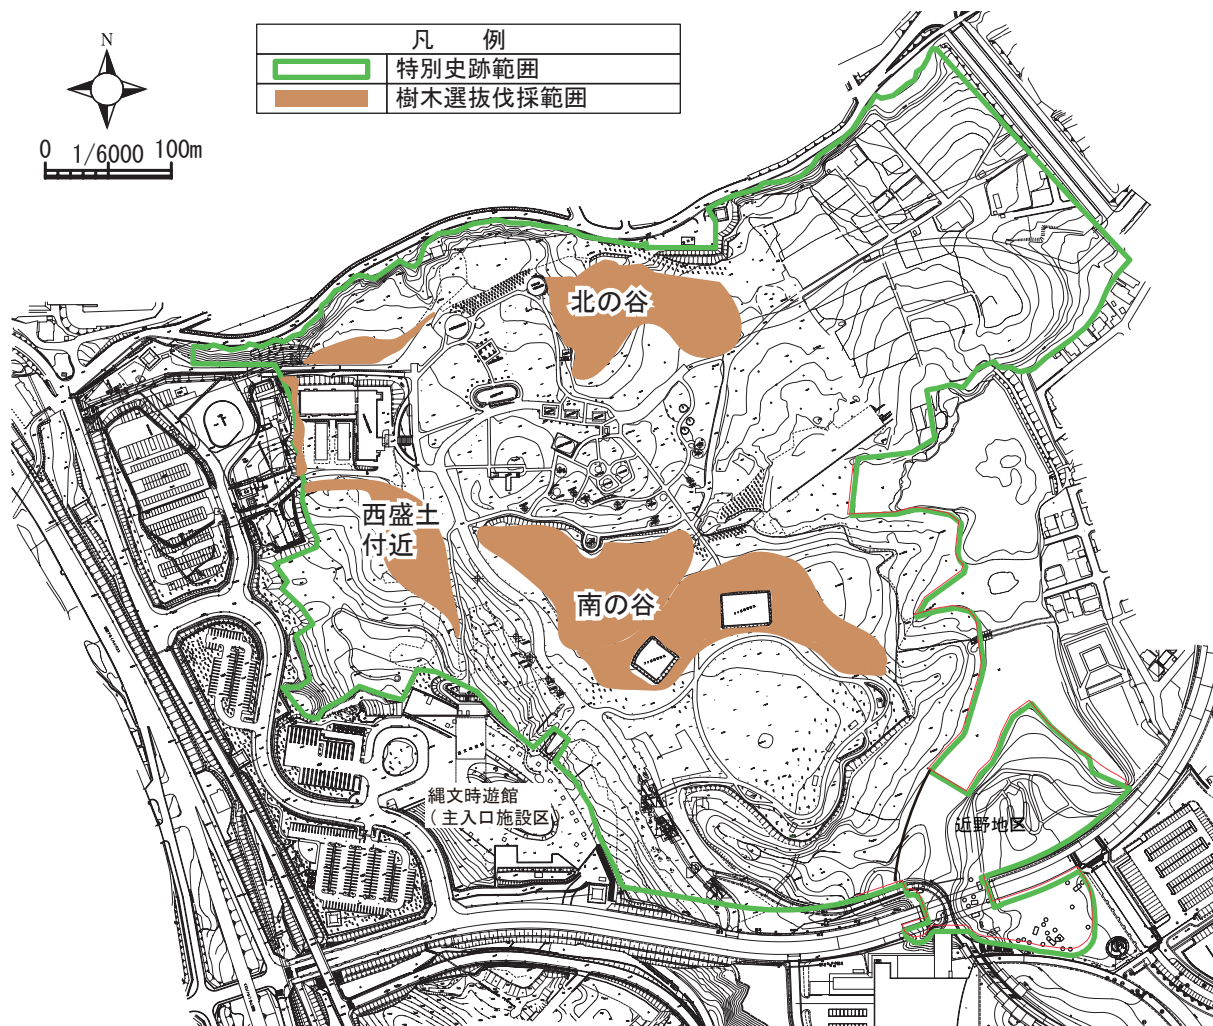 N
0 1/6000 100m
凡 例
特別史跡範囲
樹木選抜伐採範囲
北の谷
西盛土
付近
南の谷
縄文時遊館
(主入口施設区)
近野地区